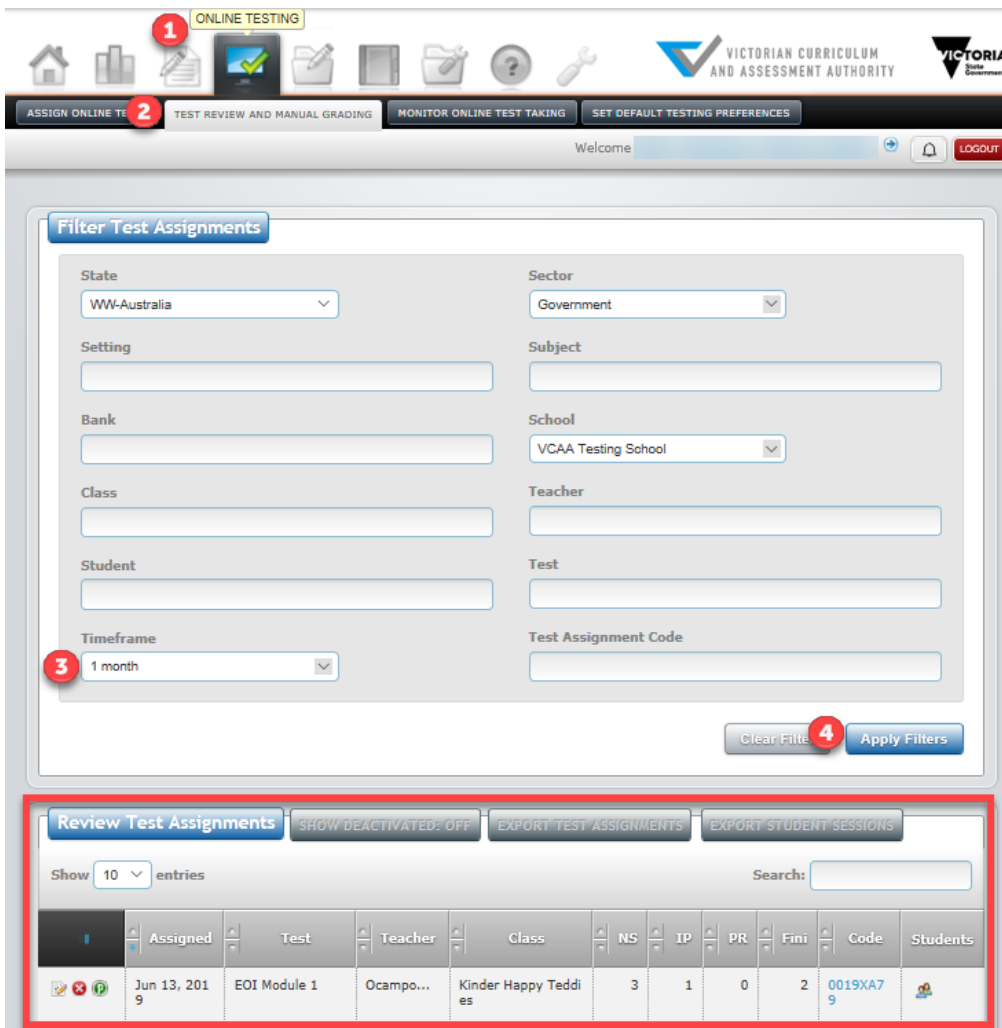 ONLINE TESTING
1
VICTORIAN CURRICULUM
AND ASSESSMENT AUTHORITY
VICTORIA
State
Government
ASSIGN ONLINE TE
2
TEST REVIEW AND MANUAL GRADING
MONITOR ONLINE TEST TAKING
SET DEFAULT TESTING PREFERENCES
Welcome
LOGOUT
Filter Test Assignments
State
Sector
WW-Australia
Government
Setting
Subject
Bank
School
VCAA Testing School
Class
Teacher
Student
Test
Timeframe
Test Assignment Code
3
1 month
Clear Filte
4
Apply Filters
Review Test Assignments
SHOW DEACTIVATED: OFF
EXPORT TEST ASSIGNMENTS
EXPORT STUDENT SESSIONS
Show 10 entries
Search:
Assigned Test Teacher Class NS IP PR Fini Code Students
Jun 13, 201 EOI Module 1 Ocampo... Kinder Happy Teddi 3 1 0 2 0019XA7
9 es 9